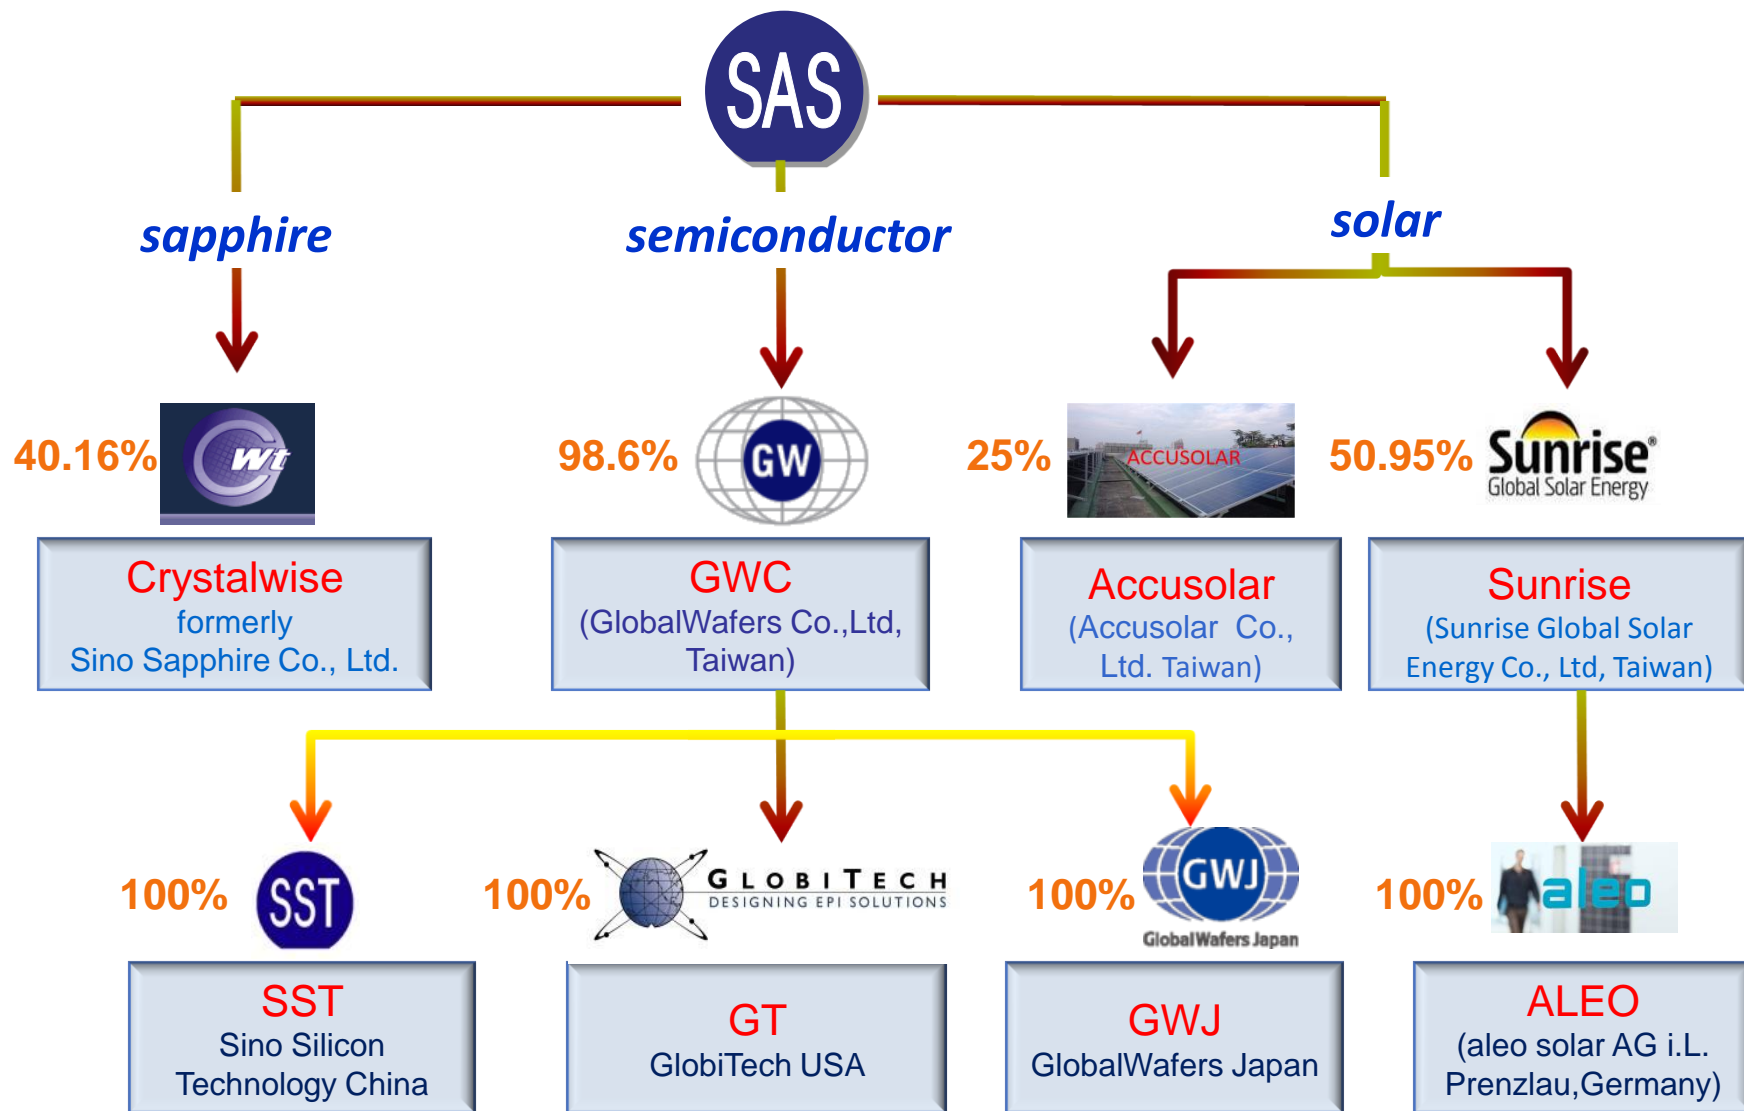 SAS
sapphire
semiconductor
solar
40.16%
Cwt
98.6%
GW
25%
ACCUSOLAR
50.95%
Sunrise®
Global Solar Energy
Crystalwise
formerly
Sino Sapphire Co., Ltd.
GWC
(GlobalWafers Co.,Ltd,
Taiwan)
Accusolar
(Accusolar Co.,
Ltd. Taiwan)
Sunrise
(Sunrise Global Solar
Energy Co., Ltd, Taiwan)
100%
SST
100%
GLOBITECH
DESIGNING EPI SOLUTIONS
100%
GWJ
GlobalWafers Japan
100%
aleo
SST
Sino Silicon
Technology China
GT
GlobiTech USA
GWJ
GlobalWafers Japan
ALEO
(aleo solar AG i.L.
Prenzlau,Germany)